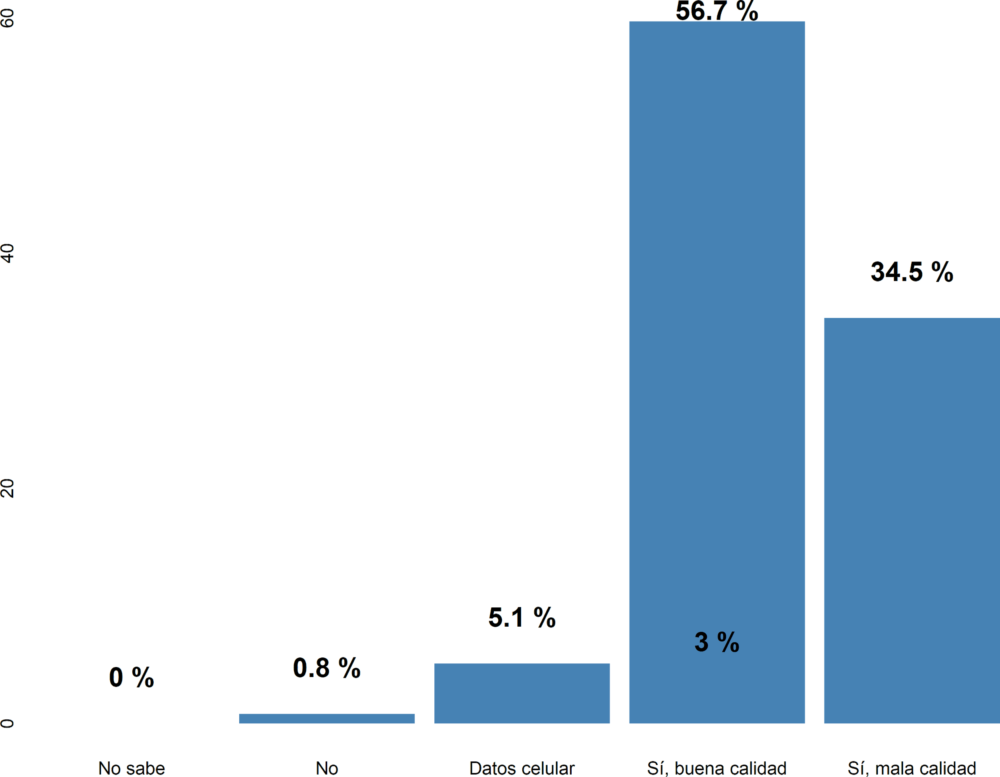 60
40
20
0
56.7 %
34.5 %
5.1 %
3 %
0.8 %
0 %
No sabe
No
Datos celular
Sí, buena calidad
Sí, mala calidad